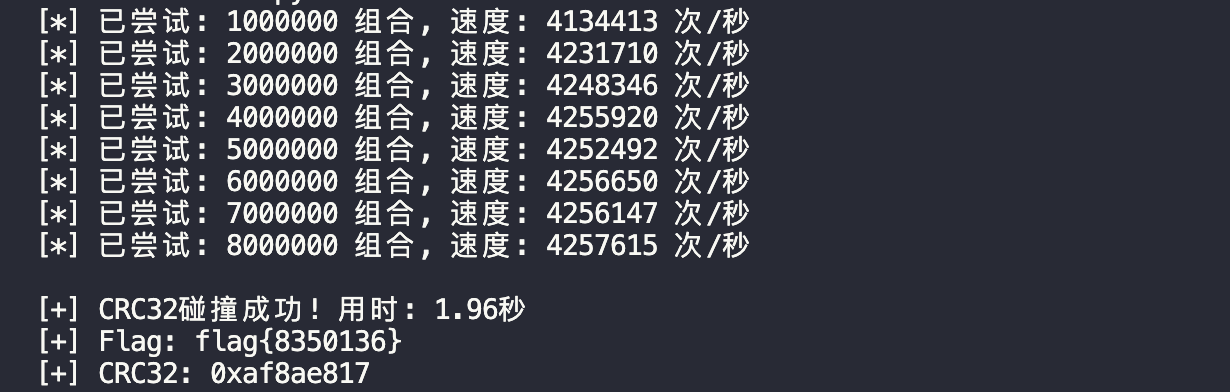 [*] 已尝试: 1000000 组合, 速度: 4134413 次/秒
[*] 已尝试: 2000000 组合, 速度: 4231710 次/秒
[*] 已尝试: 3000000 组合, 速度: 4248346 次/秒
[*] 已尝试: 4000000 组合, 速度: 4255920 次/秒
[*] 已尝试: 5000000 组合, 速度: 4252492 次/秒
[*] 已尝试: 6000000 组合, 速度: 4256650 次/秒
[*] 已尝试: 7000000 组合, 速度: 4256147 次/秒
[*] 已尝试: 8000000 组合, 速度: 4257615 次/秒
[+] CRC32碰撞成功! 用时: 1.96秒
[+] Flag: flag{8350136}
[+] CRC32: 0xaf8ae817